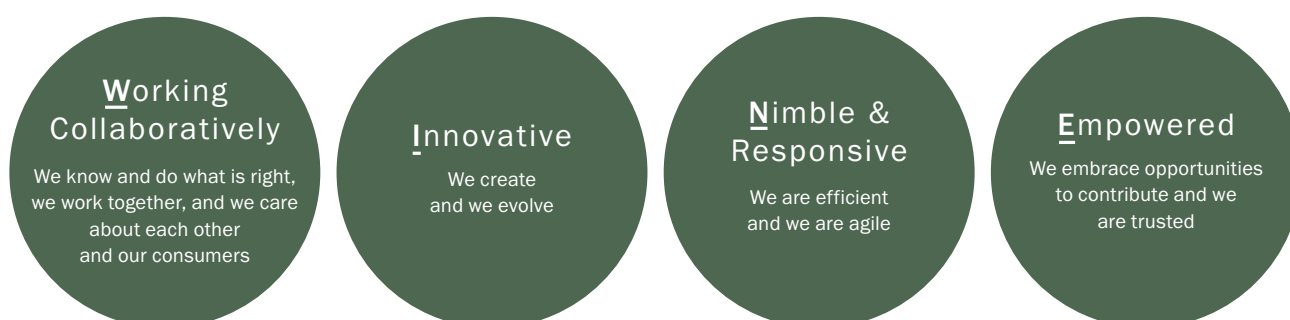 Working
Collaboratively
We know and do what is right,
we work together, and we care
about each other
and our consumers
Innovative
We create
and we evolve
Nimble &
Responsive
We are efficient
and we are agile
Empowered
We embrace opportunities
to contribute and we
are trusted